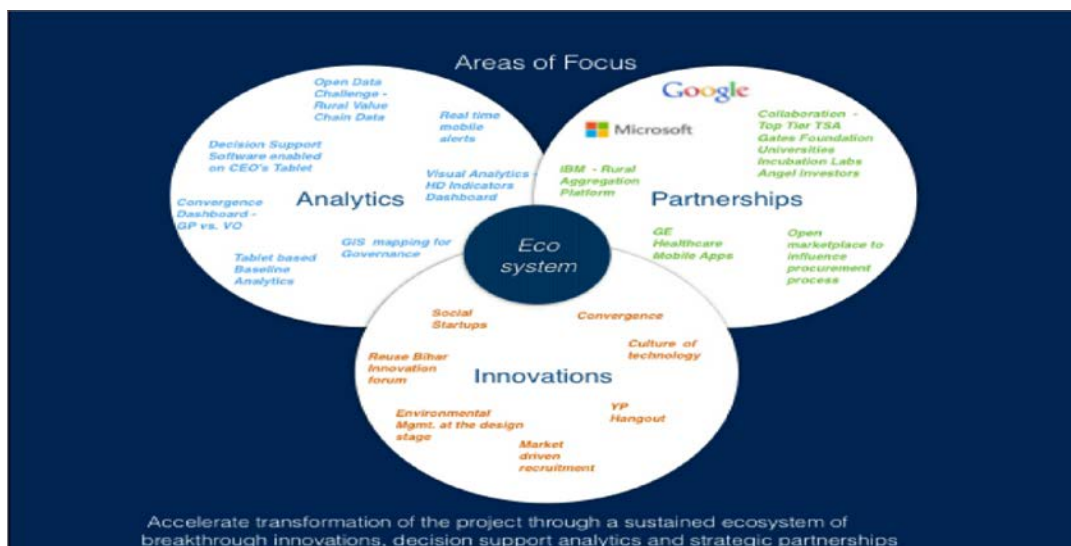 Areas of Focus
Open Data
Challenge -
Rural Value
Chain Data
Real time
mobile
alerts
Decision Support
Software enabled
on CEO's Tablet
Visual Analytics -
HD Indicators
Dashboard
Analytics
Convergence
Dashboard -
GP vs. VO
GIS mapping for
Governance
Tablet based
Baseline
Analytics
Google
Microsoft
Collaboration -
Top Tier TSA
Gates Foundation
Universities
Incubation Labs
Angel Investors
IBM - Rural
Aggregation
Platform
Partnerships
GE
Healthcare
Mobile Apps
Open
marketplace to
influence
procurement
process
Eco
system
Social
Startups
Convergence
Culture of
technology
Reuse Bihar
Innovation
forum
Innovations
Environmental
Mgmt. at the design
stage
YP
Hangout
Market
driven
recruitment
Accelerate transformation of the project through a sustained ecosystem of
breakthrough innovations, decision support analytics and strategic partnerships